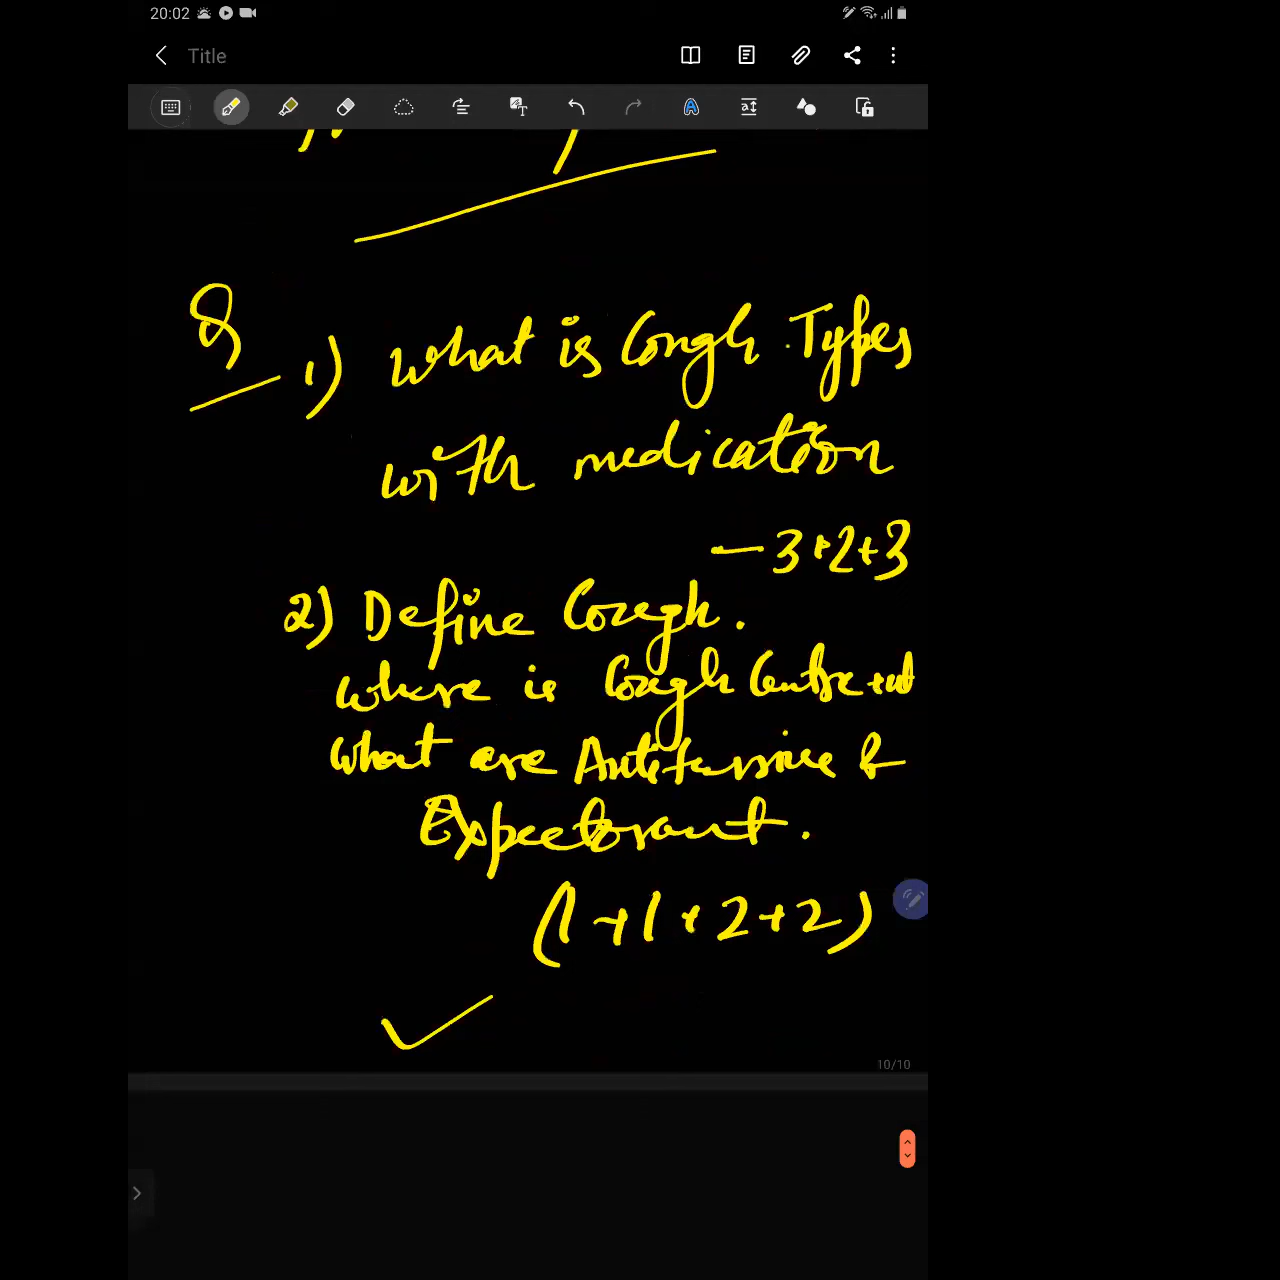 20:02
Title
Q
1) What is Cough Types
with medication
— 3+2+3
2) Define Cough.
where is Cough Centre
what are Antitussive &
Expectorant.
(1+1+2+2)
10/10